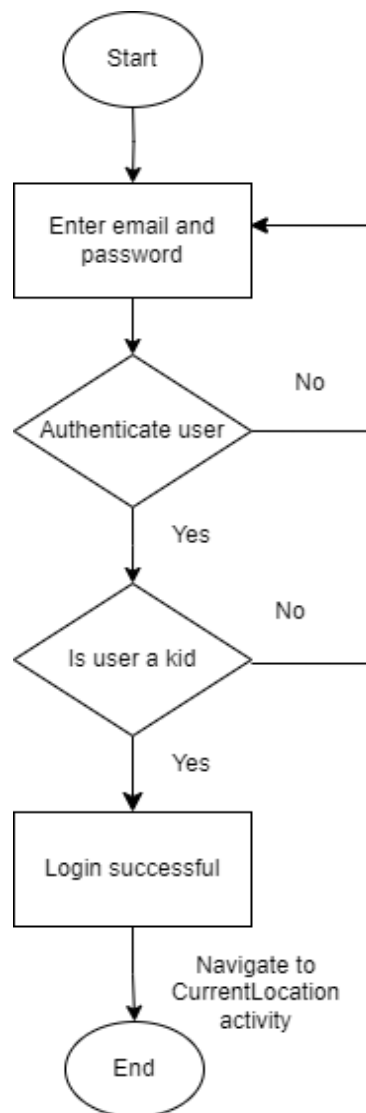 Start
Enter email and
password
No
Authenticate user
Yes
No
Is user a kid
Yes
Login successful
Navigate to
CurrentLocation
activity
End